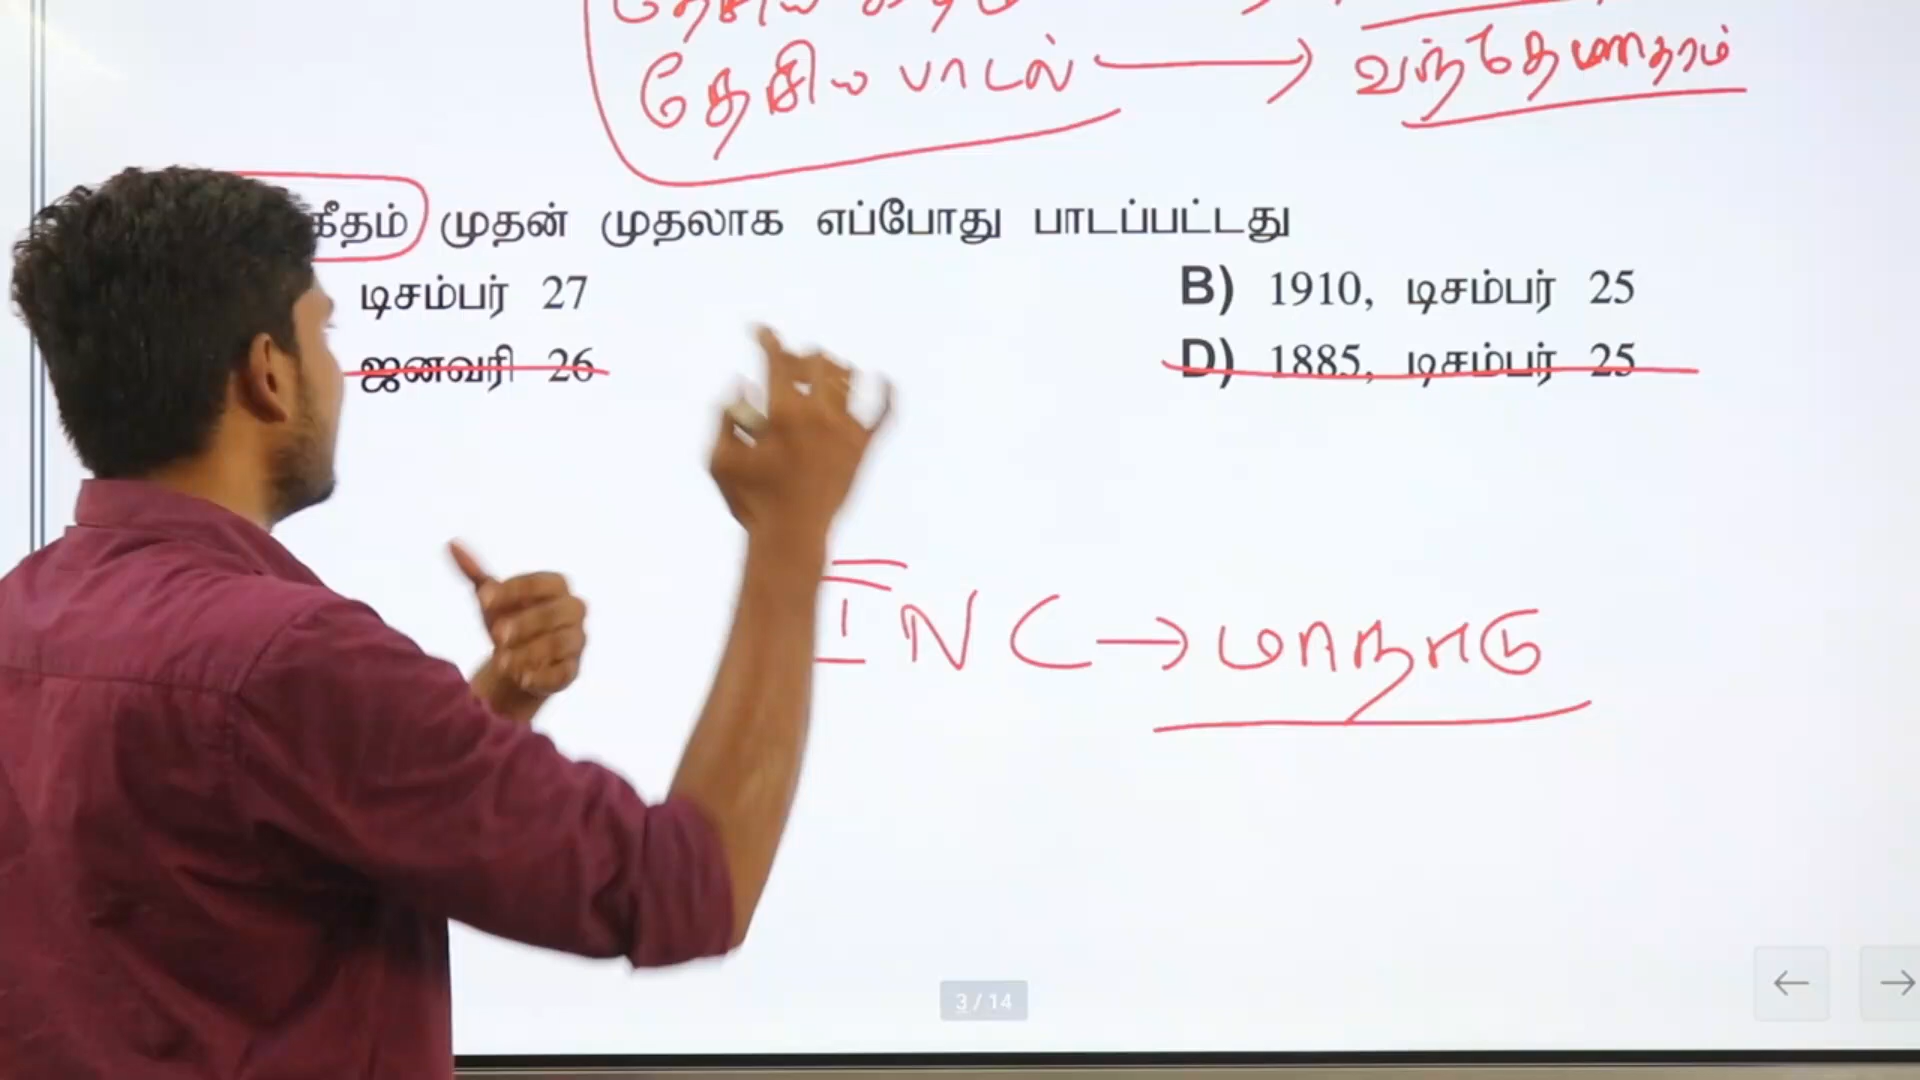 தேசிய பாடல் → வந்தேமாதரம்
கீதம் முதன் முதலாக எப்போது பாடப்பட்டது
டிசம்பர் 27
B) 1910, டிசம்பர் 25
ஜனவரி 26
D) 1885, டிசம்பர் 25
INC → மாநாடு
3 / 14